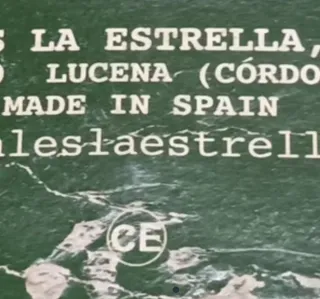 S LA ESTRELLA,
LUCENA (CÓRDO
MADE IN SPAIN
aleslaestrell
CE